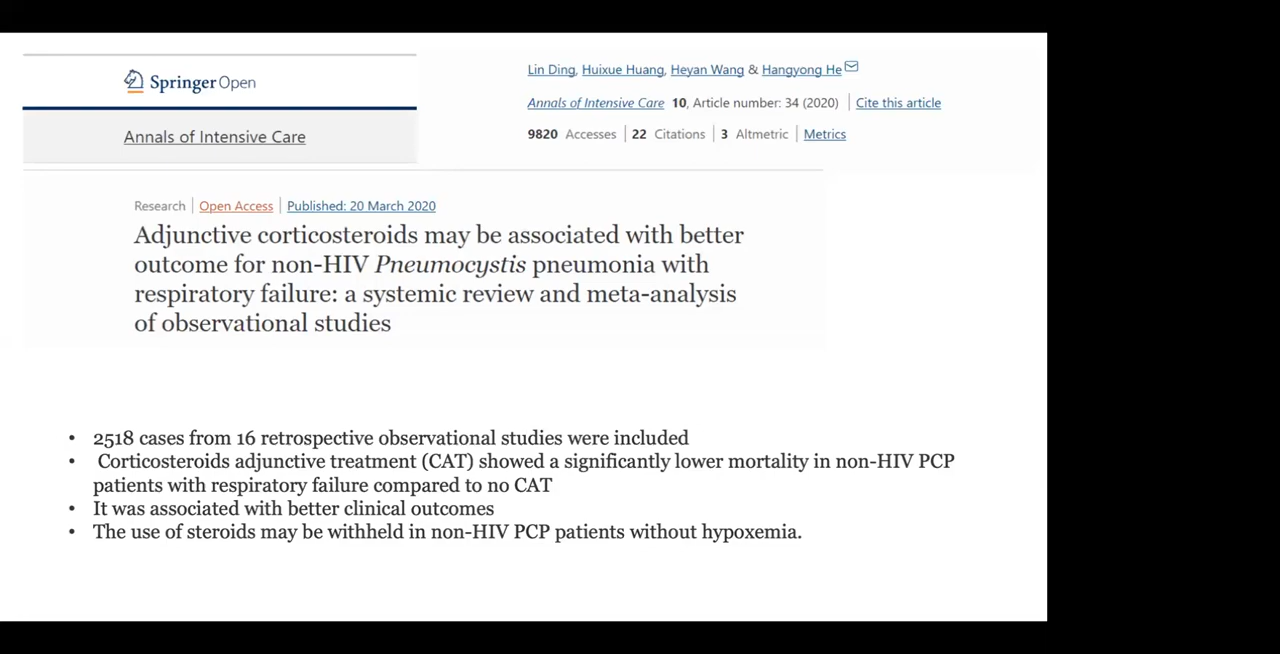 Springer Open
Annals of Intensive Care
Lin Ding, Huixue Huang, Heyan Wang & Hangyong He
Annals of Intensive Care 10, Article number: 34 (2020) | Cite this article
9820 Accesses | 22 Citations | 3 Altmetric | Metrics
Research | Open Access | Published: 20 March 2020
Adjunctive corticosteroids may be associated with better
outcome for non-HIV Pneumocystis pneumonia with
respiratory failure: a systemic review and meta-analysis
of observational studies
• 2518 cases from 16 retrospective observational studies were included
• Corticosteroids adjunctive treatment (CAT) showed a significantly lower mortality in non-HIV PCP
patients with respiratory failure compared to no CAT
• It was associated with better clinical outcomes
• The use of steroids may be withheld in non-HIV PCP patients without hypoxemia.